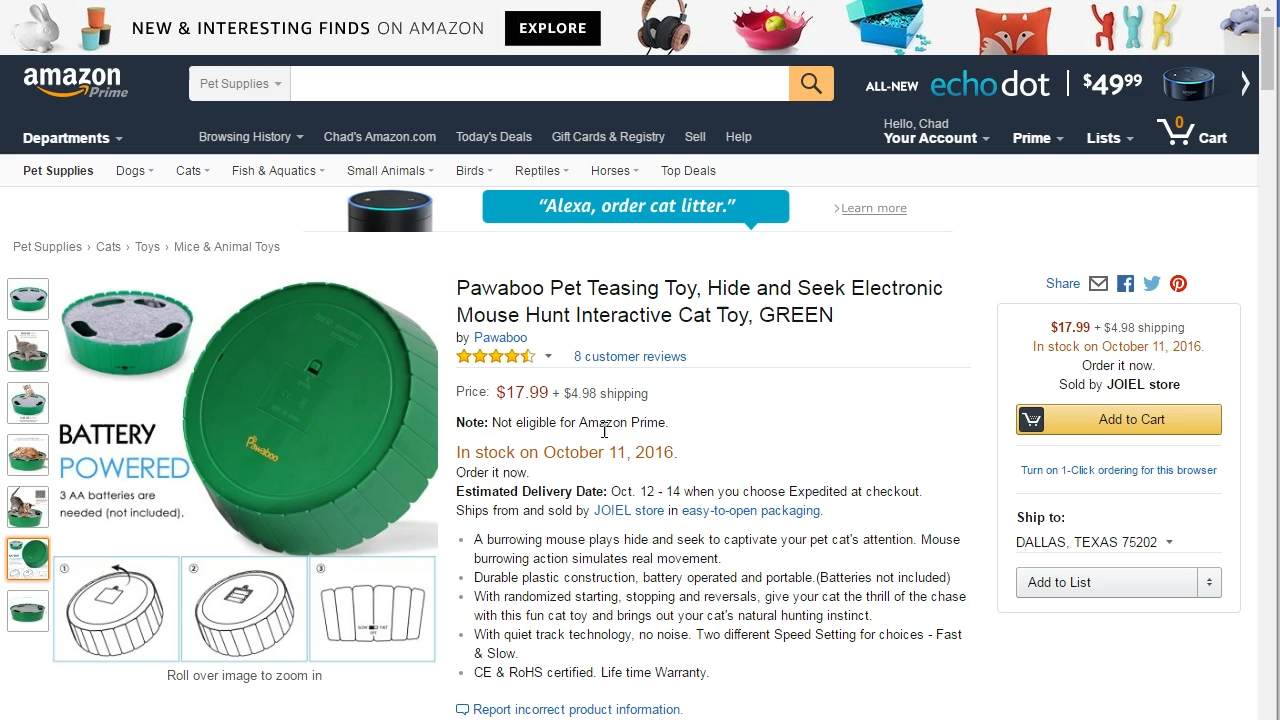 NEW & INTERESTING FINDS ON AMAZON EXPLORE
amazon Prime
Pet Supplies
ALL-NEW echo dot $49.99
Departments
Browsing History
Chad's Amazon.com
Today's Deals
Gift Cards & Registry
Sell
Help
Hello, Chad
Your Account
Prime
Lists
0
Cart
Pet Supplies
Dogs
Cats
Fish & Aquatics
Small Animals
Birds
Reptiles
Horses
Top Deals
“Alexa, order cat litter.”
Learn more
Pet Supplies › Cats › Toys › Mice & Animal Toys
BATTERY
POWERED
3 AA batteries are
needed (not included).
Pawaboo
1
2
3
Roll over image to zoom in
Pawaboo Pet Teasing Toy, Hide and Seek Electronic
Mouse Hunt Interactive Cat Toy, GREEN
by Pawaboo
8 customer reviews
Price: $17.99 + $4.98 shipping
Note: Not eligible for Amazon Prime.
In stock on October 11, 2016.
Order it now.
Estimated Delivery Date: Oct. 12 - 14 when you choose Expedited at checkout.
Ships from and sold by JOIEL store in easy-to-open packaging.
A burrowing mouse plays hide and seek to captivate your pet cat's attention. Mouse
burrowing action simulates real movement.
Durable plastic construction, battery operated and portable.(Batteries not included)
With randomized starting, stopping and reversals, give your cat the thrill of the chase
with this fun cat toy and brings out your cat's natural hunting instinct.
With quiet track technology, no noise. Two different Speed Setting for choices - Fast
& Slow.
CE & RoHS certified. Life time Warranty.
Report incorrect product information.
Share
$17.99 + $4.98 shipping
In stock on October 11, 2016.
Order it now.
Sold by JOIEL store
Add to Cart
Turn on 1-Click ordering for this browser
Ship to:
DALLAS, TEXAS 75202
Add to List